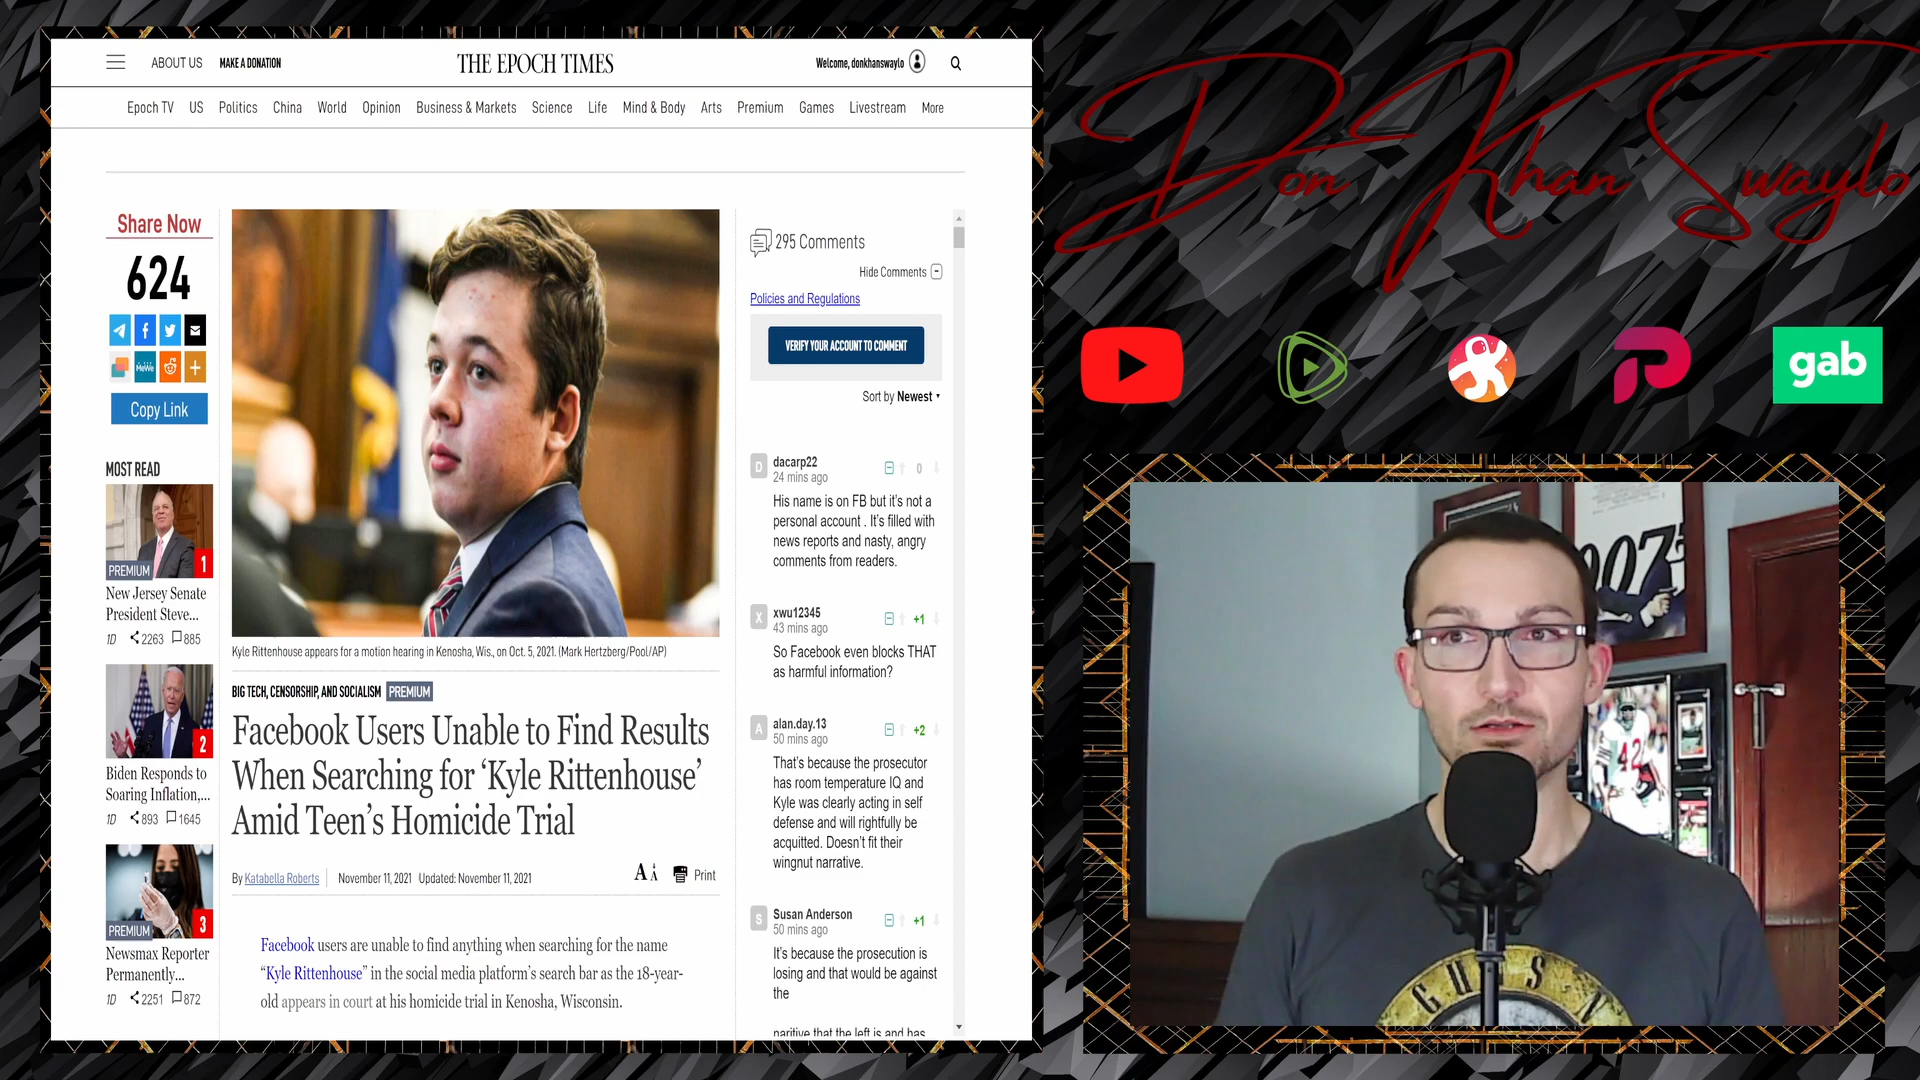 ABOUT US
MAKE A DONATION
THE EPOCH TIMES
Welcome, donkhanswaylo
Epoch TV
US
Politics
China
World
Opinion
Business & Markets
Science
Life
Mind & Body
Arts
Premium
Games
Livestream
More
Share Now
624
MeWe
Copy Link
MOST READ
PREMIUM
1
New Jersey Senate
President Steve...
1D
2263
885
2
Biden Responds to
Soaring Inflation,...
1D
893
1645
PREMIUM
3
Newsmax Reporter
Permanently...
1D
2251
872
Kyle Rittenhouse appears for a motion hearing in Kenosha, Wis., on Oct. 5, 2021. (Mark Hertzberg/Pool/AP)
BIG TECH, CENSORSHIP, AND SOCIALISM PREMIUM
Facebook Users Unable to Find Results
When Searching for ‘Kyle Rittenhouse’
Amid Teen’s Homicide Trial
By Katabella Roberts
November 11, 2021 Updated: November 11, 2021
A A
Print
Facebook users are unable to find anything when searching for the name
“Kyle Rittenhouse” in the social media platform’s search bar as the 18-year-
old appears in court at his homicide trial in Kenosha, Wisconsin.
295 Comments
Hide Comments
Policies and Regulations
VERIFY YOUR ACCOUNT TO COMMENT
Sort by Newest
D
dacarp22
24 mins ago
0
His name is on FB but it’s not a
personal account . It’s filled with
news reports and nasty, angry
comments from readers.
X
xwu12345
43 mins ago
+1
So Facebook even blocks THAT
as harmful information?
A
alan.day.13
50 mins ago
+2
That’s because the prosecutor
has room temperature IQ and
Kyle was clearly acting in self
defense and will rightfully be
acquitted. Doesn’t fit their
wingnut narrative.
S
Susan Anderson
50 mins ago
+1
It’s because the prosecution is
losing and that would be against
the
naritive that the left is and has
Don Khan Swaylo
gab
007
42
GUNS N